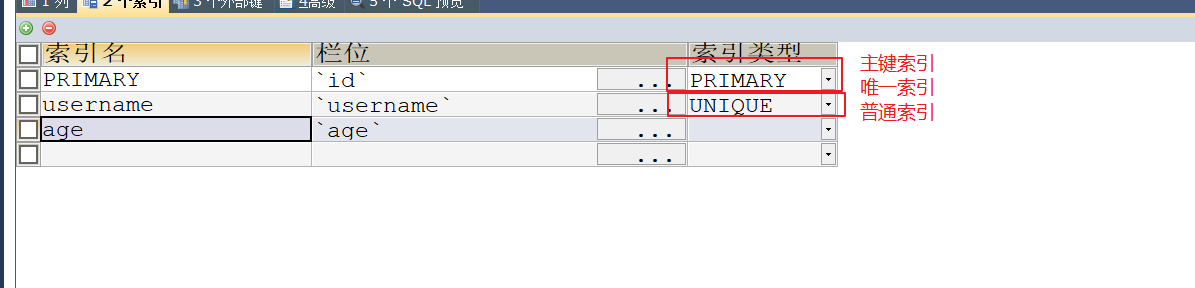 1 列 2 个索引 3 个外部键 4高级 5 个 SQL 预览
索引名 栏位 索引类型
PRIMARY `id` ... PRIMARY 主键索引
username `username` ... UNIQUE 唯一索引
age `age` ... 普通索引
...